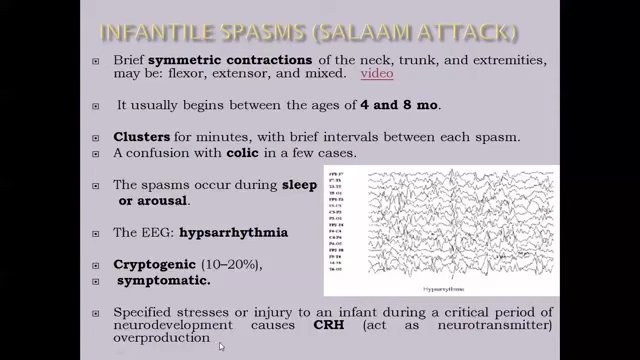 INFANTILE SPASMS (SALAAM ATTACK)
Brief symmetric contractions of the neck, trunk, and extremities,
may be: flexor, extensor, and mixed. video
It usually begins between the ages of 4 and 8 mo.
Clusters for minutes, with brief intervals between each spasm.
A confusion with colic in a few cases.
The spasms occur during sleep
or arousal.
The EEG: hypsarrhythmia
Cryptogenic (10–20%),
symptomatic.
Specified stresses or injury to an infant during a critical period of
neurodevelopment causes CRH (act as neurotransmitter)
overproduction